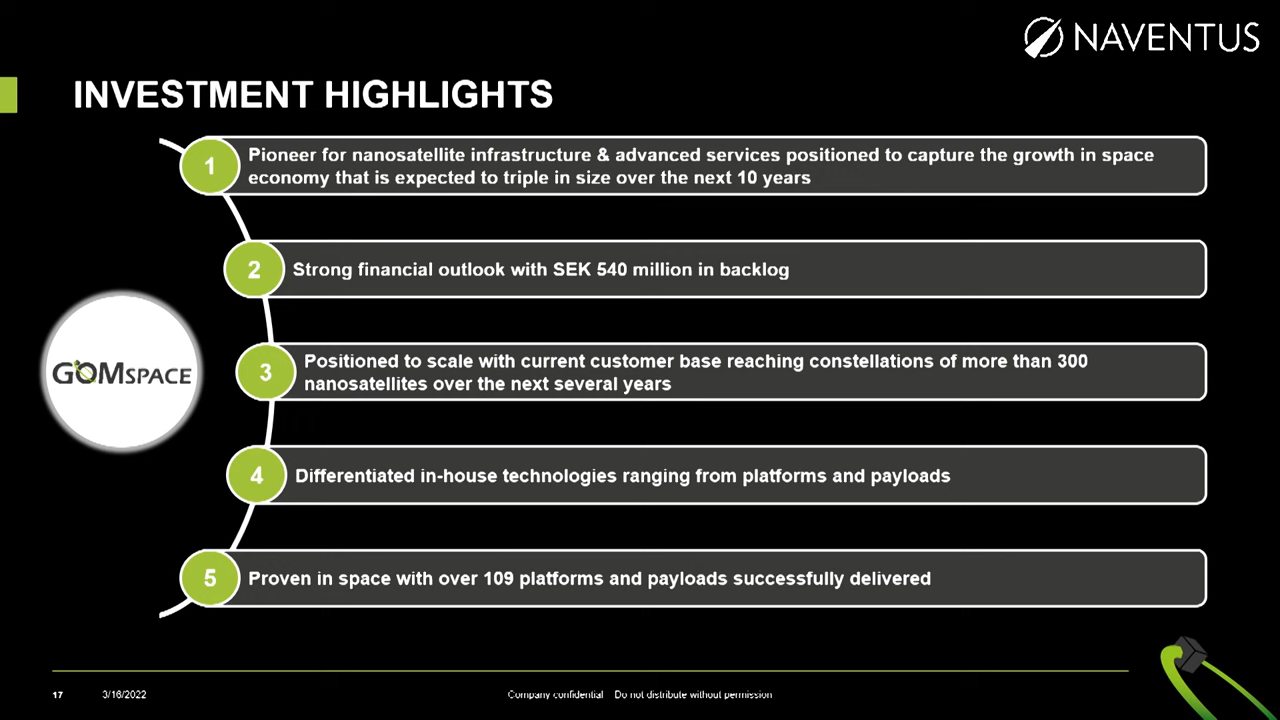 NAVENTUS
INVESTMENT HIGHLIGHTS
1
Pioneer for nanosatellite infrastructure & advanced services positioned to capture the growth in space
economy that is expected to triple in size over the next 10 years
2
Strong financial outlook with SEK 540 million in backlog
GOMSPACE
3
Positioned to scale with current customer base reaching constellations of more than 300
nanosatellites over the next several years
4
Differentiated in-house technologies ranging from platforms and payloads
5
Proven in space with over 109 platforms and payloads successfully delivered
17
3/16/2022
Company confidential Do not distribute without permission